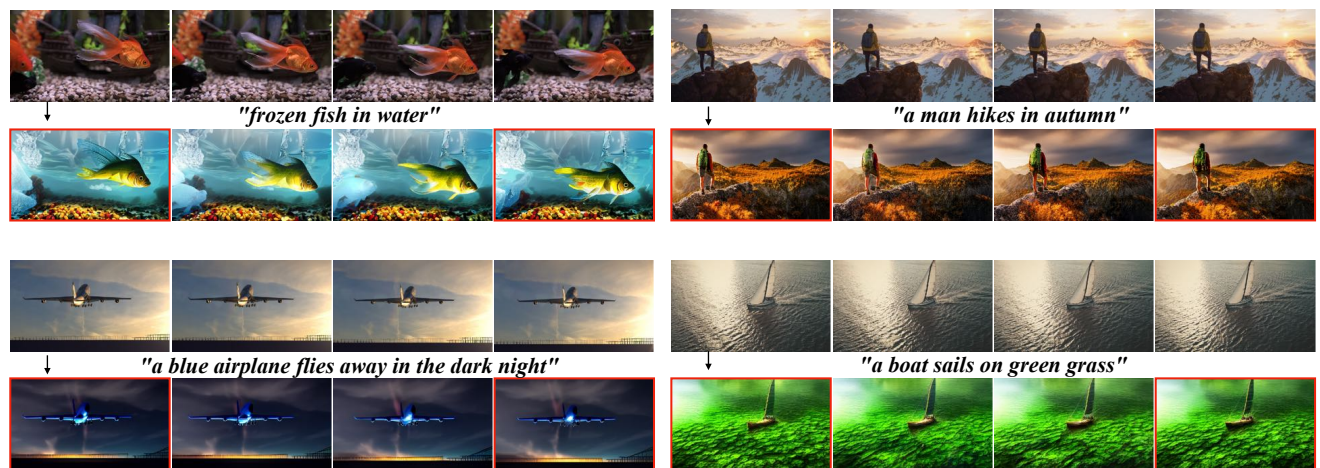 "frozen fish in water"
"a man hikes in autumn"
"a blue airplane flies away in the dark night"
"a boat sails on green grass"